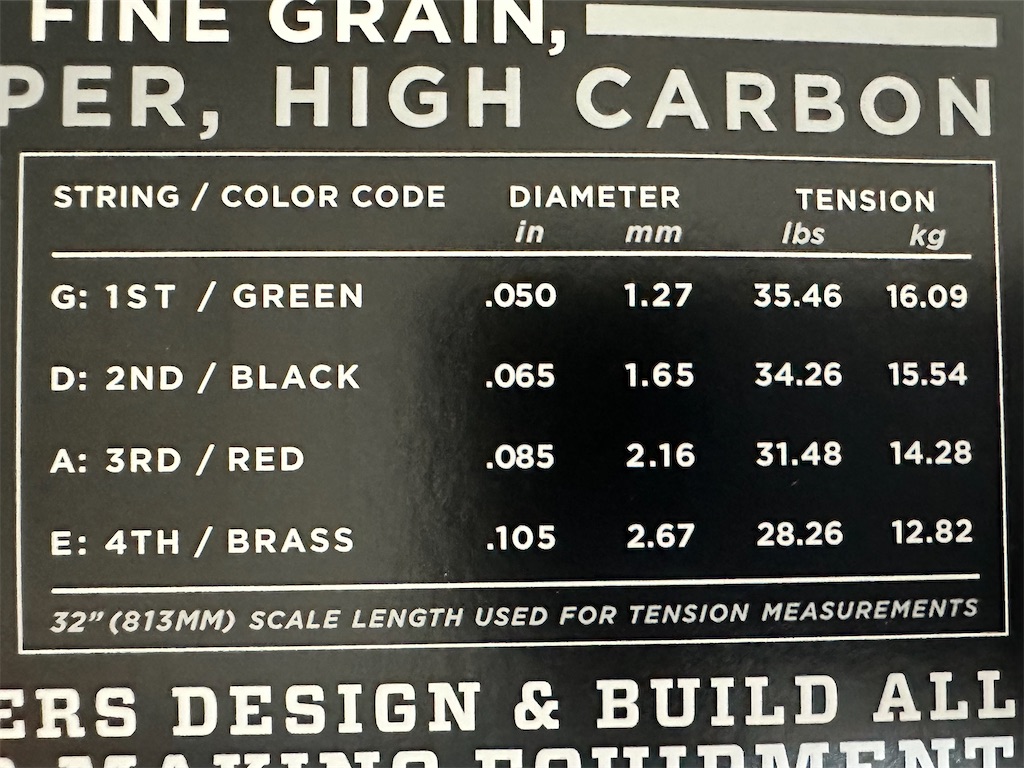 FINE GRAIN,
PER, HIGH CARBON
STRING / COLOR CODE DIAMETER TENSION
in mm lbs kg
G: 1ST / GREEN .050 1.27 35.46 16.09
D: 2ND / BLACK .065 1.65 34.26 15.54
A: 3RD / RED .085 2.16 31.48 14.28
E: 4TH / BRASS .105 2.67 28.26 12.82
32” (813MM) SCALE LENGTH USED FOR TENSION MEASUREMENTS
ERS DESIGN & BUILD ALL
MAKING EQUIPMENT